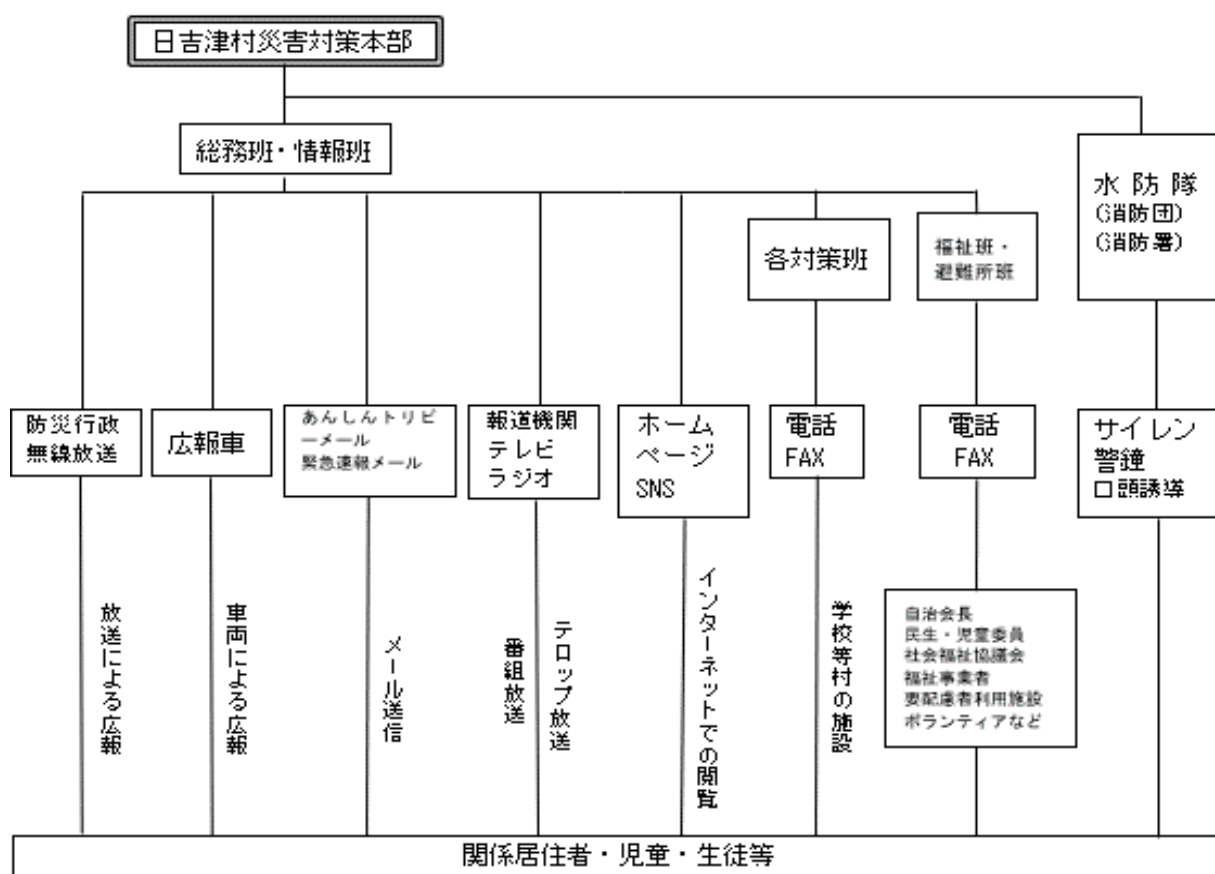 日吉津村災害対策本部
総務班・情報班
水防隊
(消防団)
(消防署)
各対策班
福祉班・
避難所班
防災行政
無線放送
広報車
あんしんトリピ
ーメール
緊急速報メール
報道機関
テレビ
ラジオ
ホーム
ページ
SNS
電話
FAX
電話
FAX
サイレン
警鐘
口頭誘導
放送による広報
車両による広報
メール送信
テロップ放送
番組放送
インターネットでの閲覧
学校等村の施設
自治会長
民生・児童委員
社会福祉協議会
福祉事業者
要配慮者利用施設
ボランティアなど
関係居住者・児童・生徒等